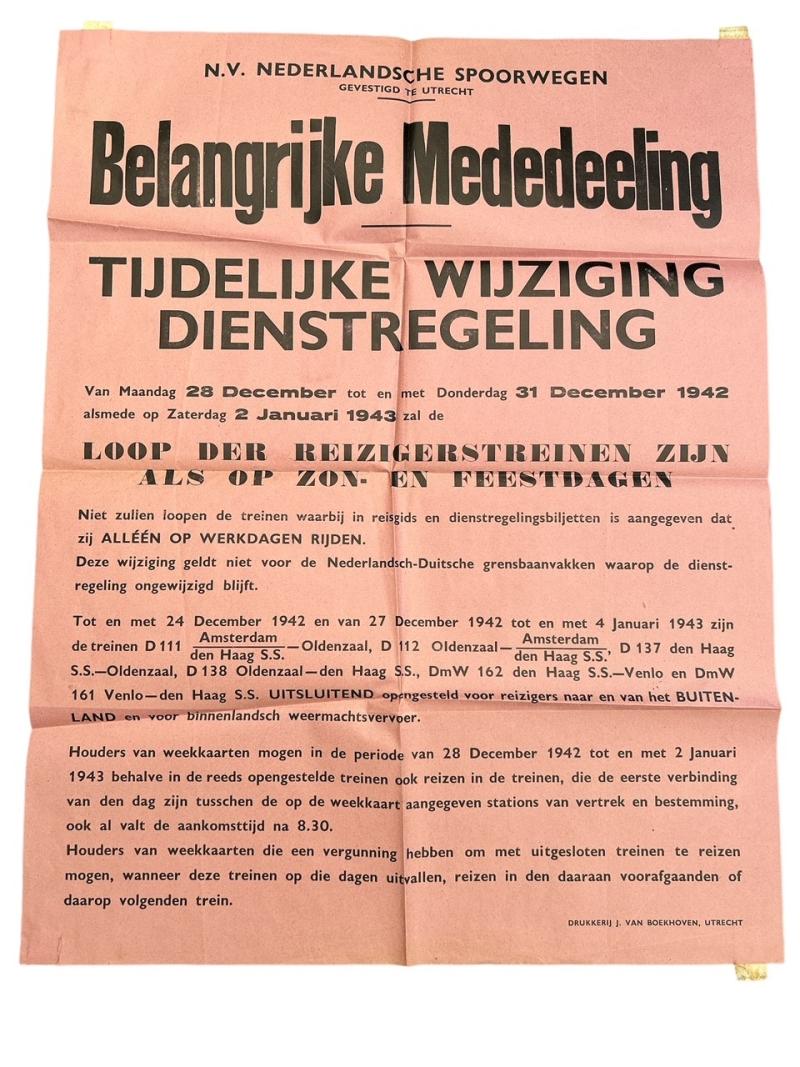 N.V. NEDERLANDSCHE SPOORWEGEN
GEVESTIGD TE UTRECHT
Belangrijke Mededeeling
TIJDELIJKE WIJZIGING
DIENSTREGELING
Van Maandag 28 December tot en met Donderdag 31 December 1942
alsmede op Zaterdag 2 Januari 1943 zal de
LOOP DER REIZIGERSTREINEN ZIJN
ALS OP ZON- EN FEESTDAGEN
Niet zullen loopen de treinen waarbij in reisgids en dienstregelingsbiljetten is aangegeven dat
zij ALLÉÉN OP WERKDAGEN RIJDEN.
Deze wijziging geldt niet voor de Nederlandsch-Duitsche grensbaanvakken waarop de dienst-
regeling ongewijzigd blijft.
Tot en met 24 December 1942 en van 27 December 1942 tot en met 4 Januari 1943 zijn
de treinen D 111 Amsterdam / den Haag S.S. — Oldenzaal, D 112 Oldenzaal — Amsterdam / den Haag S.S., D 137 den Haag
S.S.—Oldenzaal, D 138 Oldenzaal—den Haag S.S., DmW 162 den Haag S.S.—Venlo en DmW
161 Venlo—den Haag S.S. UITSLUITEND opengesteld voor reizigers naar en van het BUITEN-
LAND en voor binnenlandsch weermachtsvervoer.
Houders van weekkaarten mogen in de periode van 28 December 1942 tot en met 2 Januari
1943 behalve in de reeds opengestelde treinen ook reizen in de treinen, die de eerste verbinding
van den dag zijn tusschen de op de weekkaart aangegeven stations van vertrek en bestemming,
ook al valt de aankomsttijd na 8.30.
Houders van weekkaarten die een vergunning hebben om met uitgesloten treinen te reizen
mogen, wanneer deze treinen op die dagen uitvallen, reizen in den daaraan voorafgaanden of
daarop volgenden trein.
DRUKKERIJ J. VAN BOEKHOVEN, UTRECHT